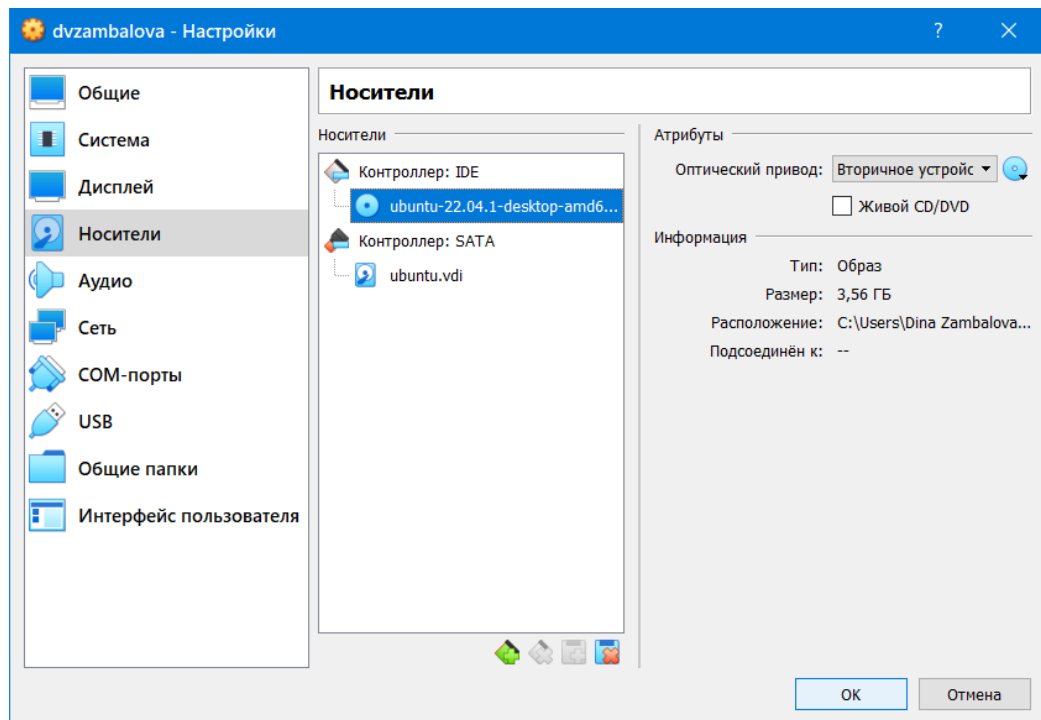 dvzambalova - Настройки
?
Общие
Система
Дисплей
Носители
Аудио
Сеть
COM-порты
USB
Общие папки
Интерфейс пользователя
Носители
Носители
Контроллер: IDE
ubuntu-22.04.1-desktop-amd6...
Контроллер: SATA
ubuntu.vdi
Атрибуты
Оптический привод: Вторичное устройс
Живой CD/DVD
Информация
Тип: Образ
Размер: 3,56 ГБ
Расположение: C:\Users\Dina Zambalova...
Подсоединён к: --
OK Отмена